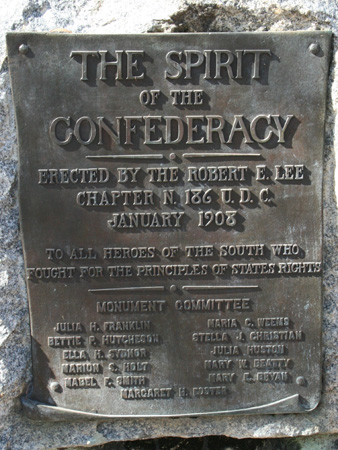 THE SPIRIT
OF THE
CONFEDERACY
ERECTED BY THE ROBERT E. LEE
CHAPTER N. 186 U. D. C.
JANUARY 1908
TO ALL HEROES OF THE SOUTH WHO
FOUGHT FOR THE PRINCIPLES OF STATES RIGHTS
MONUMENT COMMITTEE
JULIA H. FRANKLIN
BETTIE P. HUTCHESON
ELLA H. SYDNOR
MARION S. HOLT
MABEL F. SMITH
MARIA C. WEEMS
STELLA J. CHRISTIAN
JULIA HUSTON
MARY W. BEATTY
MARY E. BEVAN
MARGARET H. FOSTER